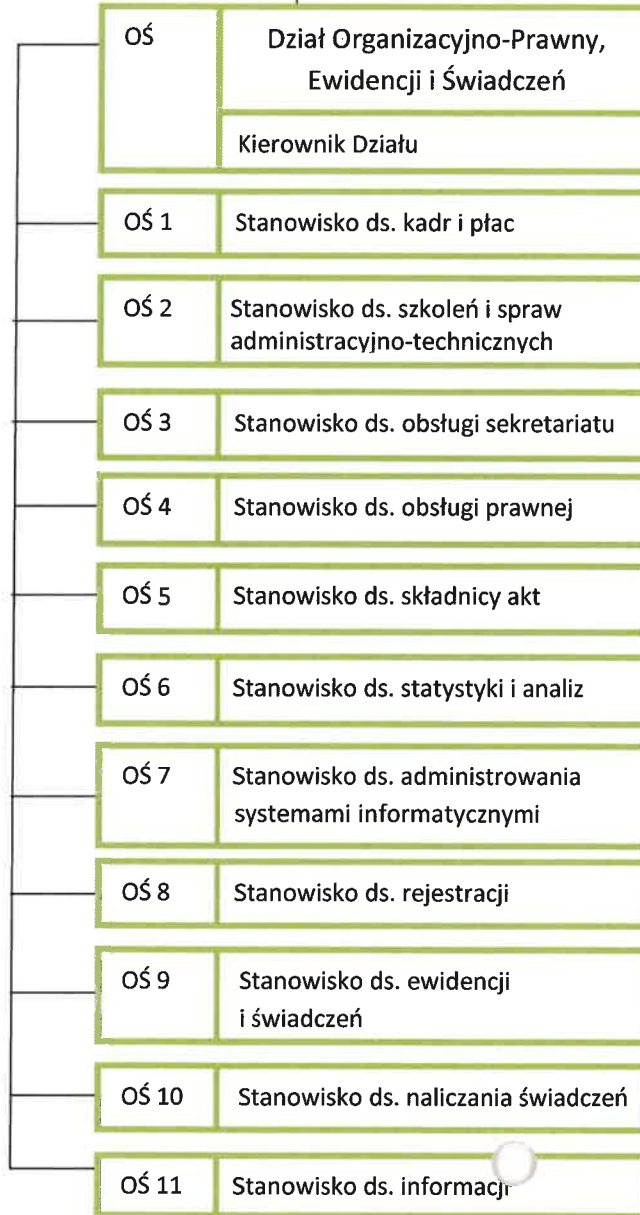 OŚ
Dział Organizacyjno-Prawny,
Ewidencji i Świadczeń
Kierownik Działu
OŚ 1
Stanowisko ds. kadr i płac
OŚ 2
Stanowisko ds. szkoleń i spraw
administracyjno-technicznych
OŚ 3
Stanowisko ds. obsługi sekretariatu
OŚ 4
Stanowisko ds. obsługi prawnej
OŚ 5
Stanowisko ds. składnicy akt
OŚ 6
Stanowisko ds. statystyki i analiz
OŚ 7
Stanowisko ds. administrowania
systemami informatycznymi
OŚ 8
Stanowisko ds. rejestracji
OŚ 9
Stanowisko ds. ewidencji
i świadczeń
OŚ 10
Stanowisko ds. naliczania świadczeń
OŚ 11
Stanowisko ds. informacji